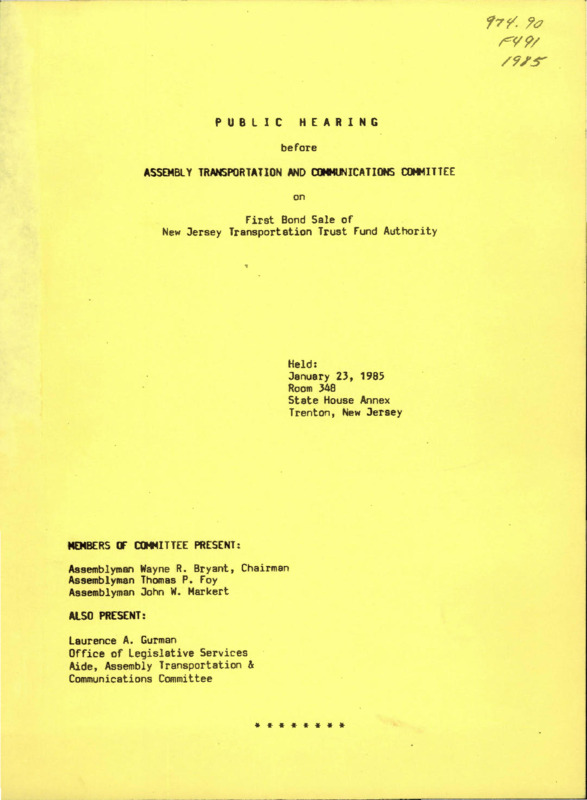 974.90
F491
1985
PUBLIC HEARING
before
ASSEMBLY TRANSPORTATION AND COMMUNICATIONS COMMITTEE
on
First Bond Sale of
New Jersey Transportation Trust Fund Authority
Held:
January 23, 1985
Room 348
State House Annex
Trenton, New Jersey
MEMBERS OF COMMITTEE PRESENT:
Assemblyman Wayne R. Bryant, Chairman
Assemblyman Thomas P. Foy
Assemblyman John W. Markert
ALSO PRESENT:
Laurence A. Gurman
Office of Legislative Services
Aide, Assembly Transportation &
Communications Committee
* * * * * * * *